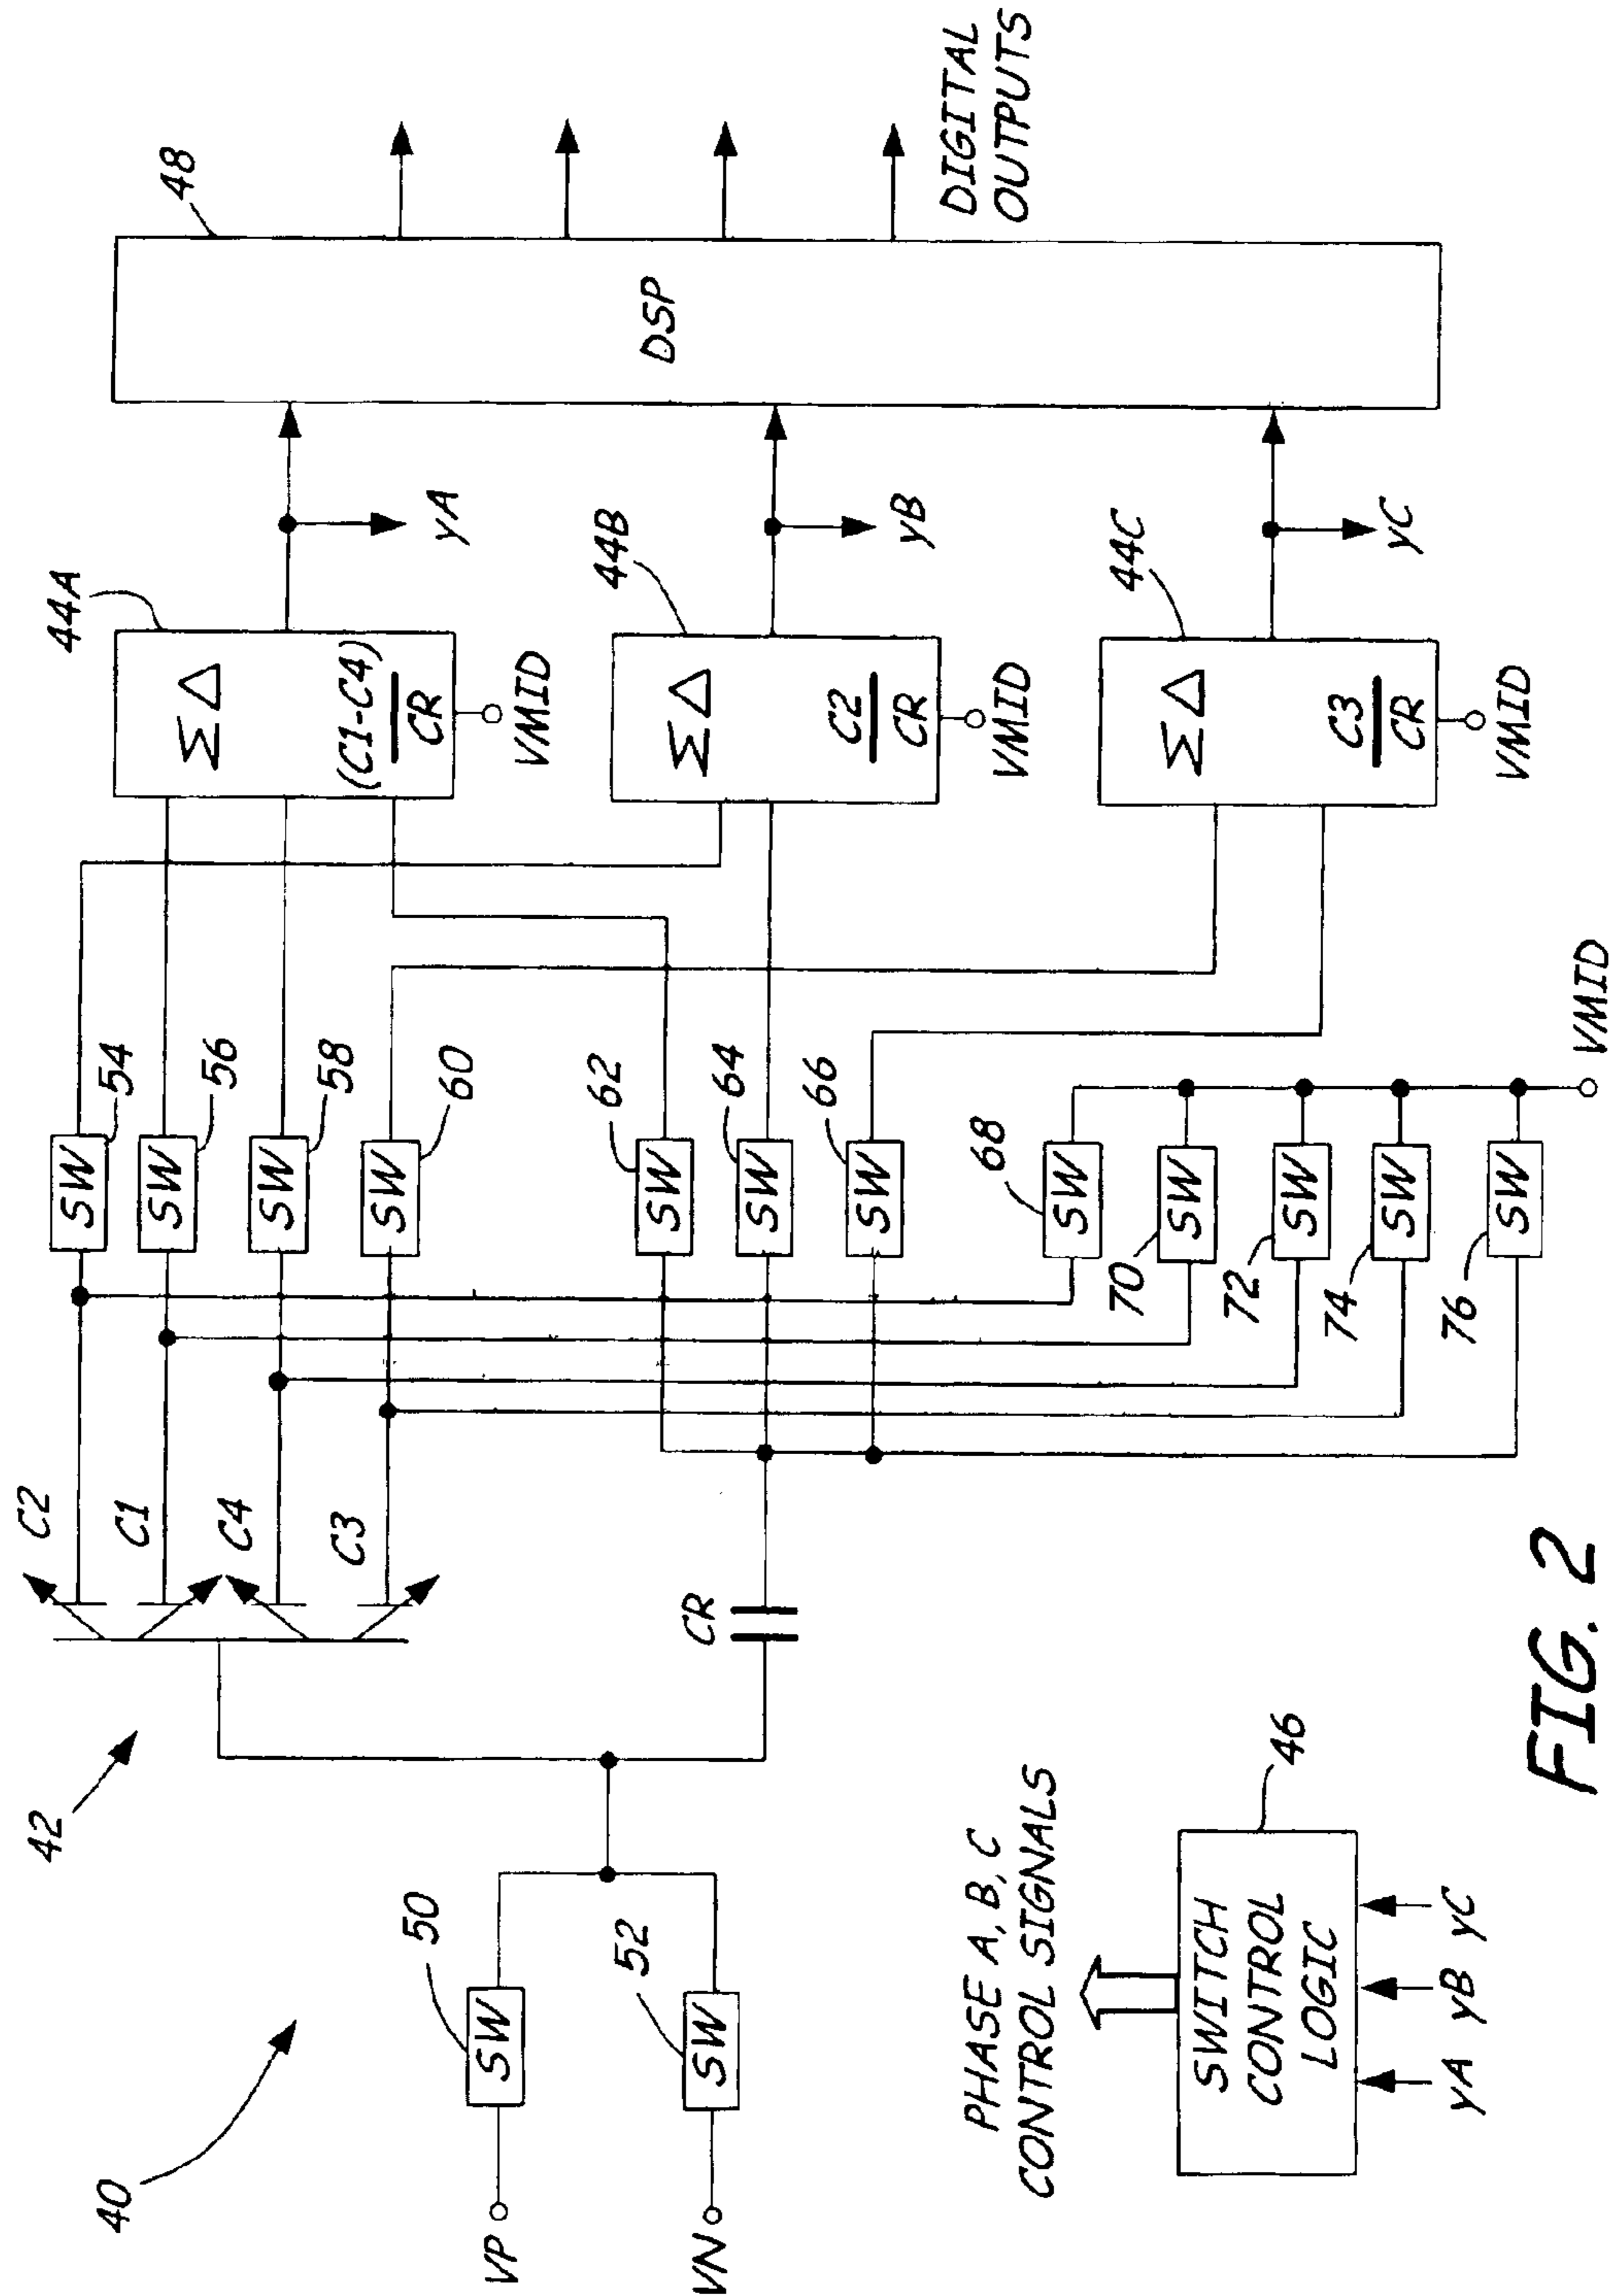 40
42
VP
VN
SW
50
SW
52
C2
C1
C4
C3
CR
SW
54
SW
56
SW
58
SW
60
SW
62
SW
64
SW
66
SW
68
SW
70
SW
72
SW
74
SW
76
VMID
44A
ΣΔ
(C1-C4)
CR
VMID
yA
44B
ΣΔ
C2
CR
VMID
yB
44C
ΣΔ
C3
CR
VMID
yC
48
DSP
DIGITAL
OUTPUTS
PHASE A, B, C
CONTROL SIGNALS
SWITCH
CONTROL
LOGIC
46
yA yB yC
FIG. 2